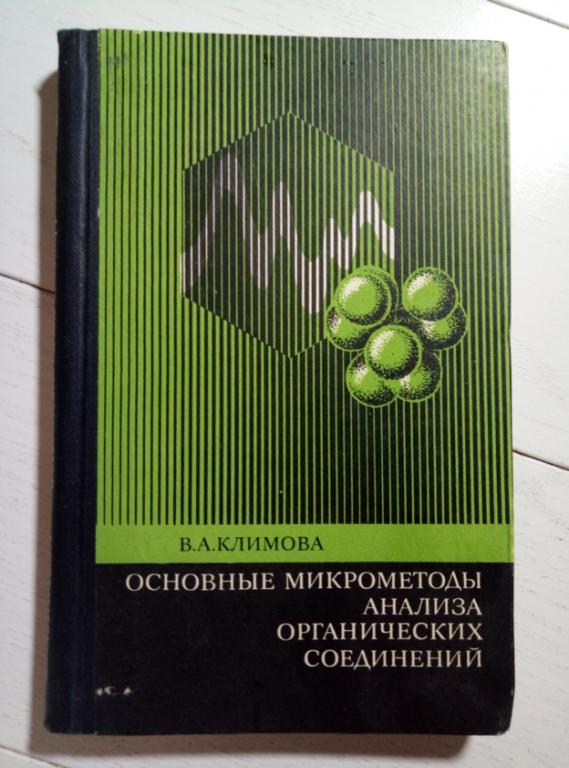 В.А.КЛИМОВА
ОСНОВНЫЕ МИКРОМЕТОДЫ
АНАЛИЗА
ОРГАНИЧЕСКИХ
СОЕДИНЕНИЙ